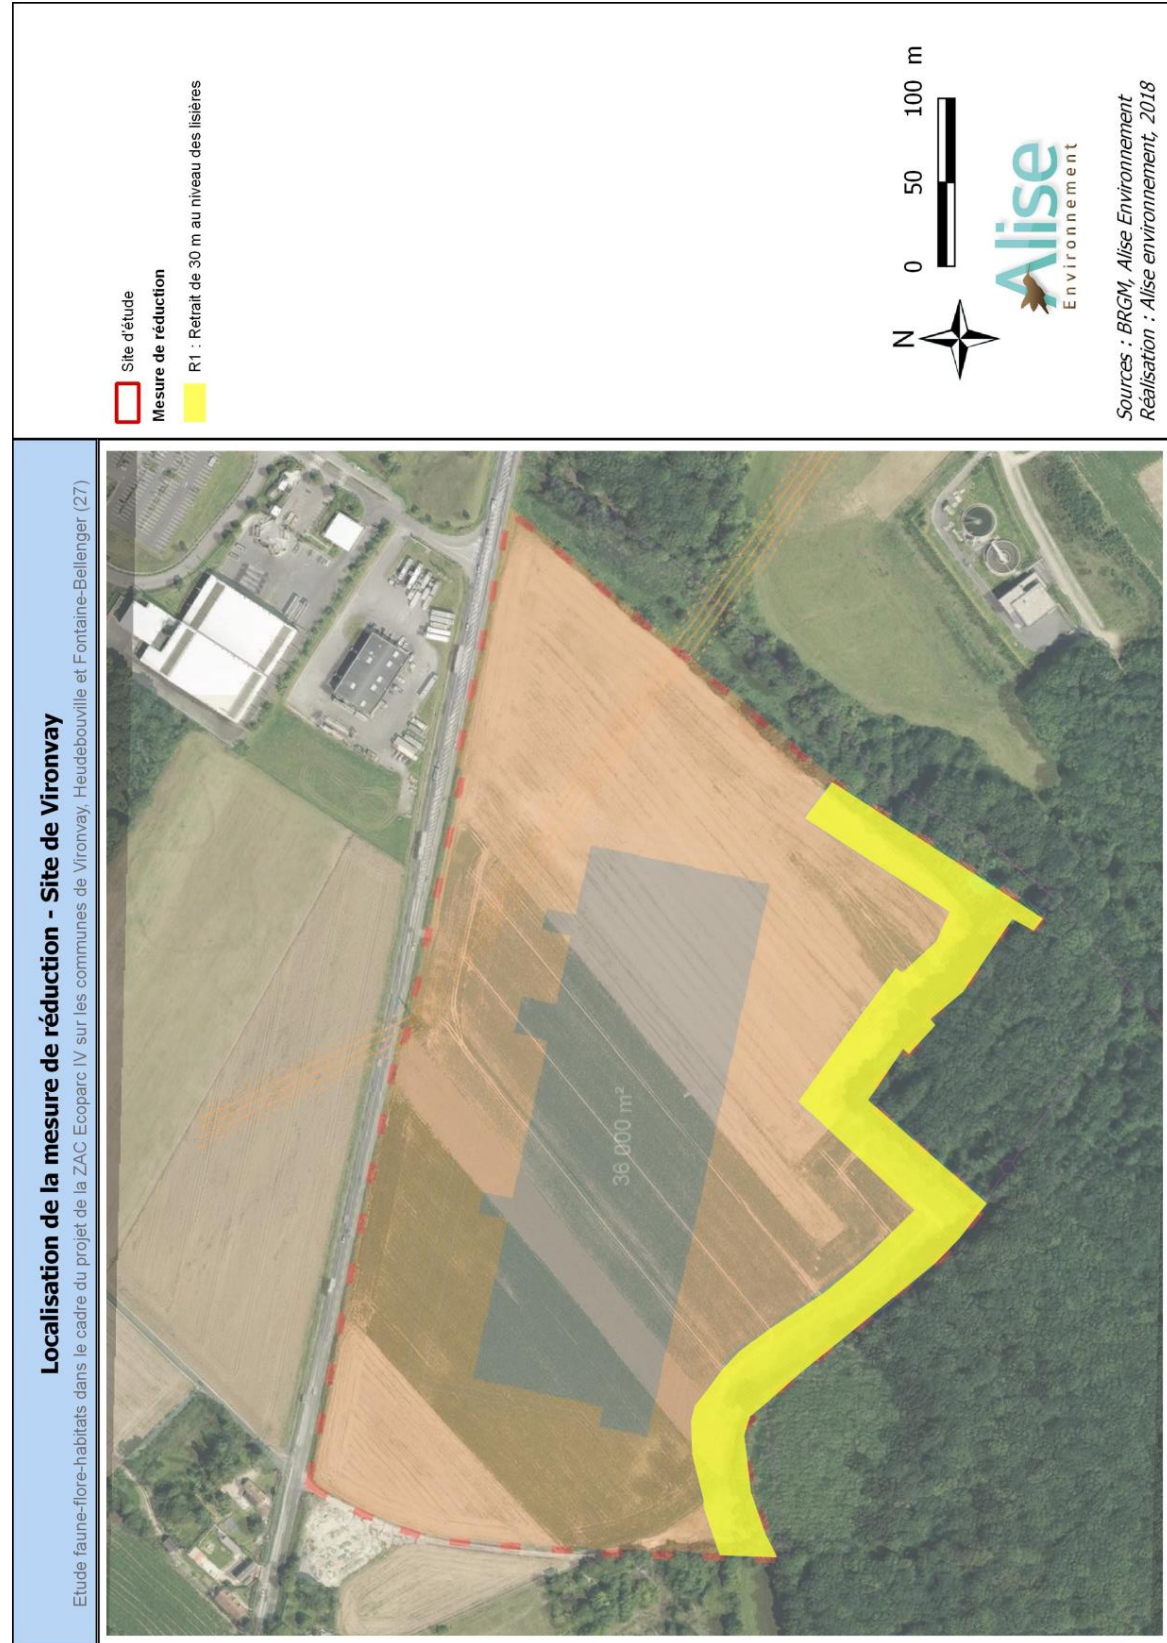 Localisation de la mesure de réduction - Site de Vironvay
Etude faune-flore-habitats dans le cadre du projet de la ZAC Ecoparc IV sur les communes de Vironvay, Heudebouville et Fontaine-Bellenger (27)
36 000 m²
Site d'étude
Mesure de réduction
R1 : Retrait de 30 m au niveau des lisières
N
0 50 100 m
Alise
Environnement
Sources : BRGM, Alise Environnement
Réalisation : Alise environnement, 2018